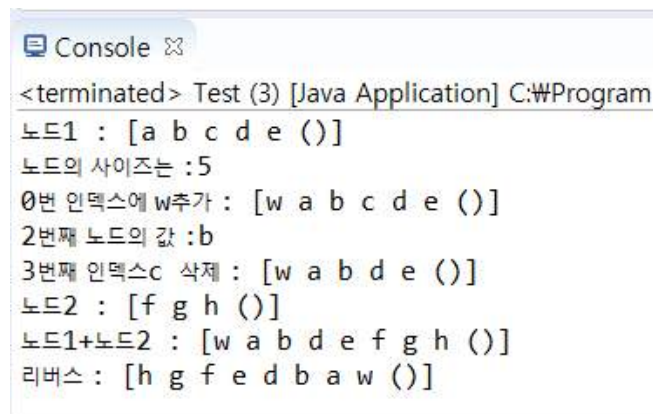 Console
<terminated> Test (3) [Java Application] C:₩Program
노드1 : [a b c d e ()]
노드의 사이즈는 :5
0번 인덱스에 w추가 : [w a b c d e ()]
2번째 노드의 값 :b
3번째 인덱스c 삭제 : [w a b d e ()]
노드2 : [f g h ()]
노드1+노드2 : [w a b d e f g h ()]
리버스 : [h g f e d b a w ()]